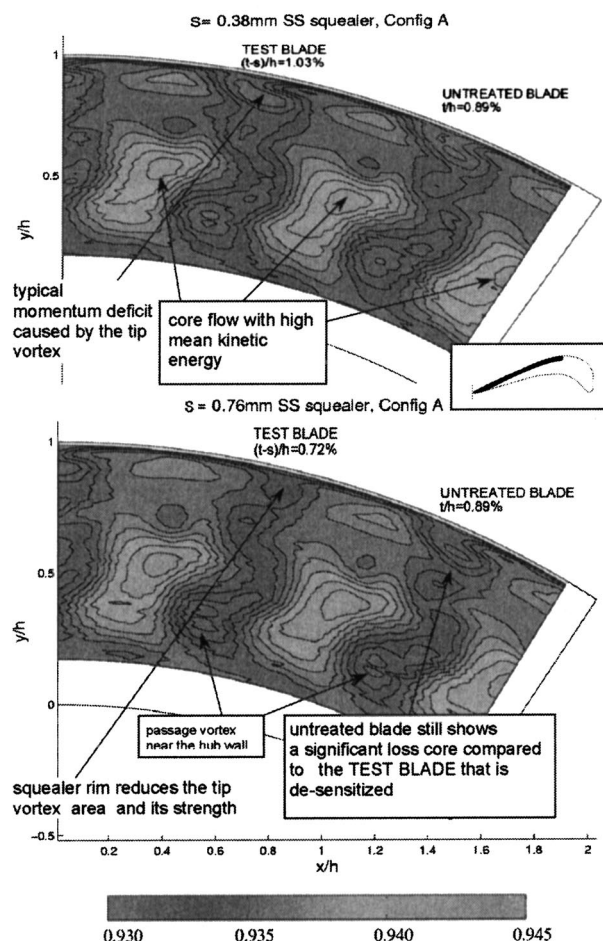 s= 0.38mm SS squealer, Config A
TEST BLADE
(t-s)/h=1.03%
UNTREATED BLADE
t/h=0.89%
1
0.5
y/h
typical
momentum deficit
caused by the tip
vortex
core flow with high
mean kinetic
energy
s = 0.76mm SS squealer, Config A
TEST BLADE
(t-s)/h=0.72%
UNTREATED BLADE
t/h=0.89%
1
0.5
y/h
0
-0.5
passage vortex
near the hub wall
untreated blade still shows
a significant loss core compared
to the TEST BLADE that is
de-sensitized
squealer rim reduces the tip
vortex area and its strength
0.2 0.4 0.6 0.8 1 1.2 1.4 1.6 1.8 2
x/h
0.930 0.935 0.940 0.945